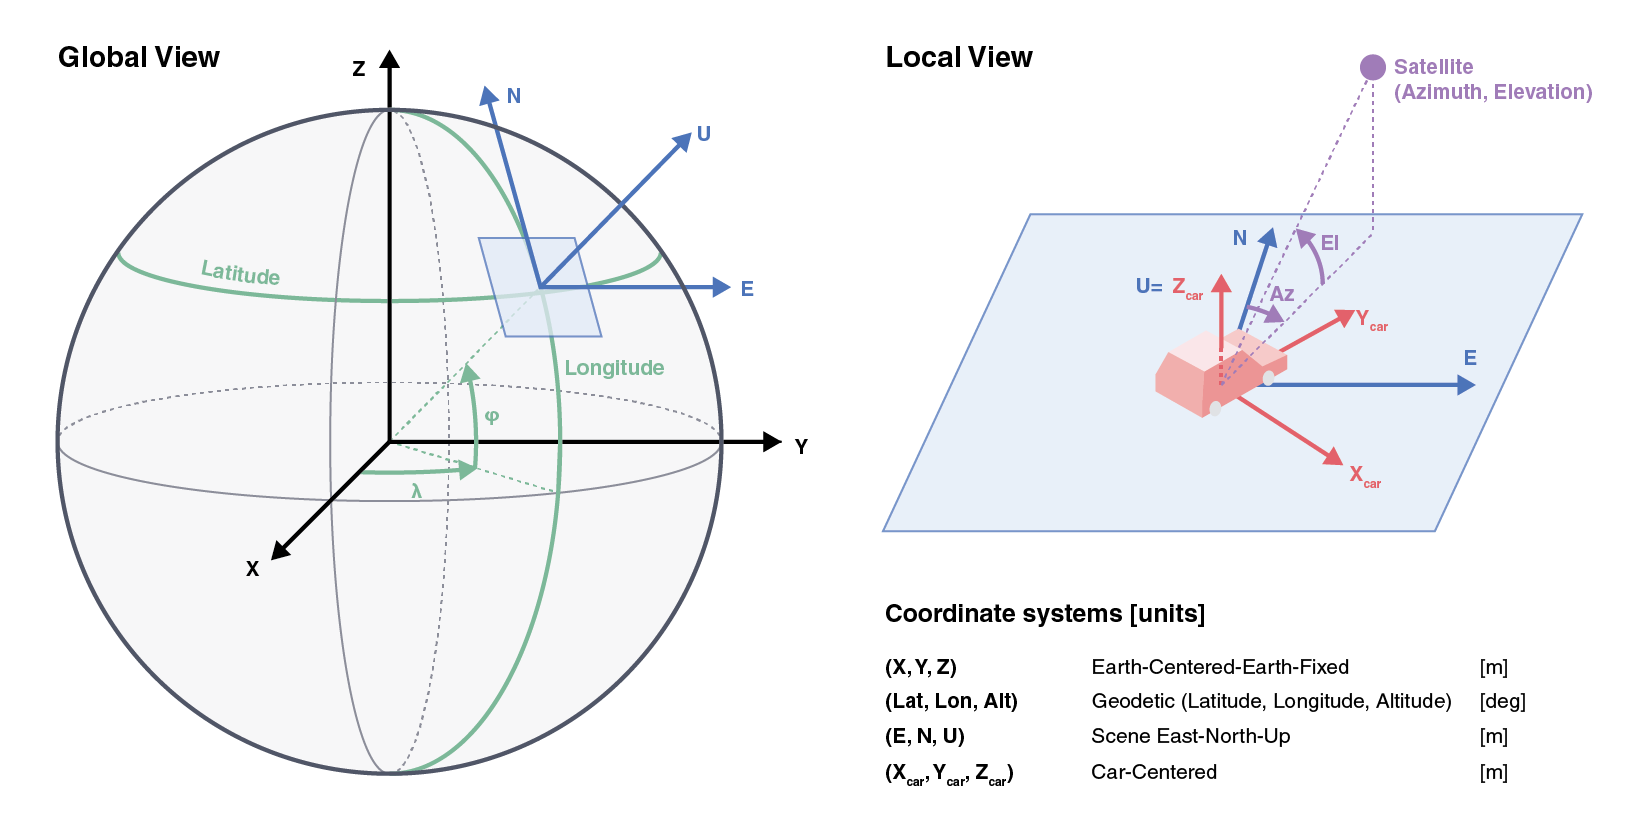 Global View
Z
N
U
Latitude
E
Longitude
φ
Y
λ
X
Local View
Satellite
(Azimuth, Elevation)
N
El
U= Zcar
Az
Ycar
E
Xcar
Coordinate systems [units]
(X, Y, Z) Earth-Centered-Earth-Fixed [m]
(Lat, Lon, Alt) Geodetic (Latitude, Longitude, Altitude) [deg]
(E, N, U) Scene East-North-Up [m]
(Xcar, Ycar, Zcar) Car-Centered [m]